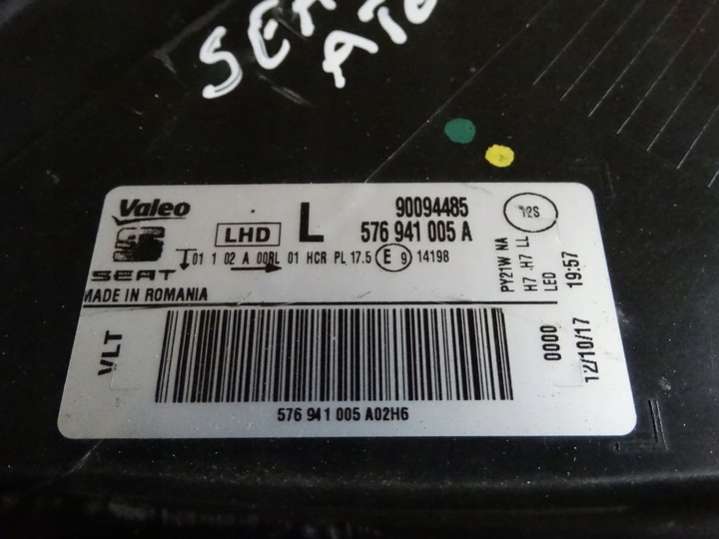 SEA
ATE
Valeo
SEAT
LHD
L
90094485
576 941 005 A
01 1 02 A 00RL 01 HCR PL 17.5 E 9 14198
MADE IN ROMANIA
VLT
576 941 005 A02H6
PY21W NA
H7 .H7 LL
LED
19:57
0000
12/10/17